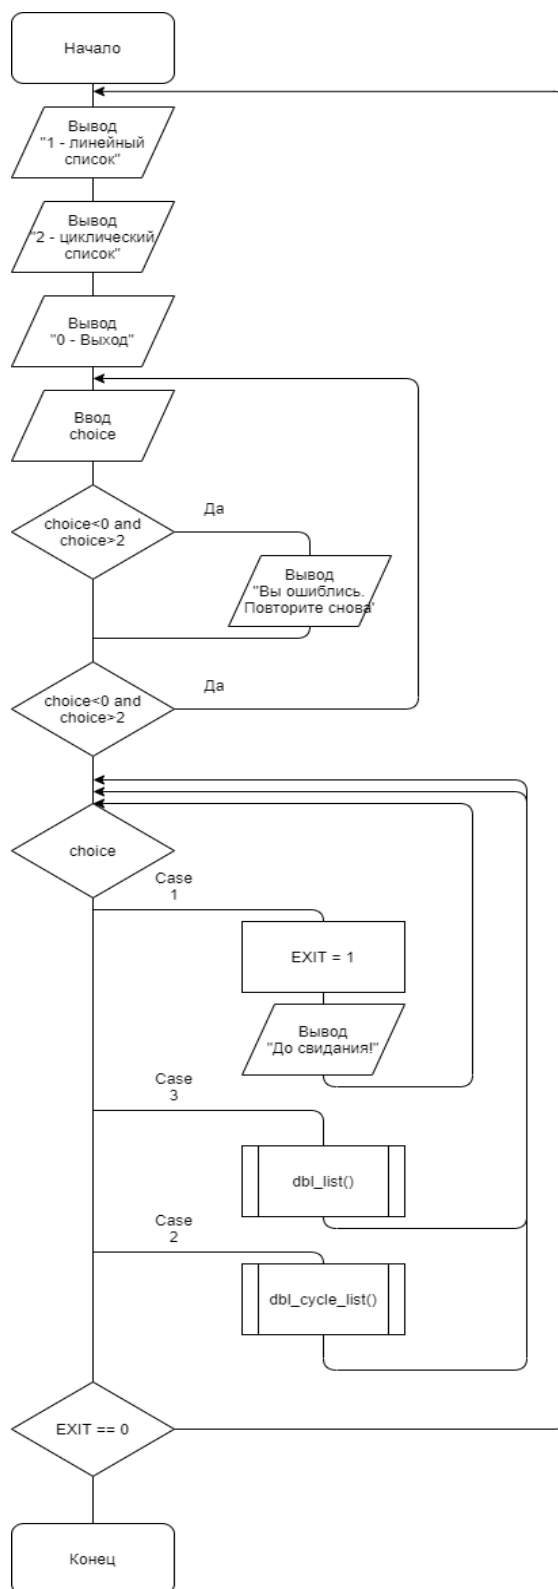 Начало
Вывод
"1 - линейный
список"
Вывод
"2 - циклический
список"
Вывод
"0 - Выход"
Ввод
choice
choice<0 and
choice>2
Да
Вывод
"Вы ошиблись.
Повторите снова"
choice<0 and
choice>2
Да
choice
Case
1
EXIT = 1
Вывод
"До свидания!"
Case
3
dbl_list()
Case
2
dbl_cycle_list()
EXIT == 0
Конец